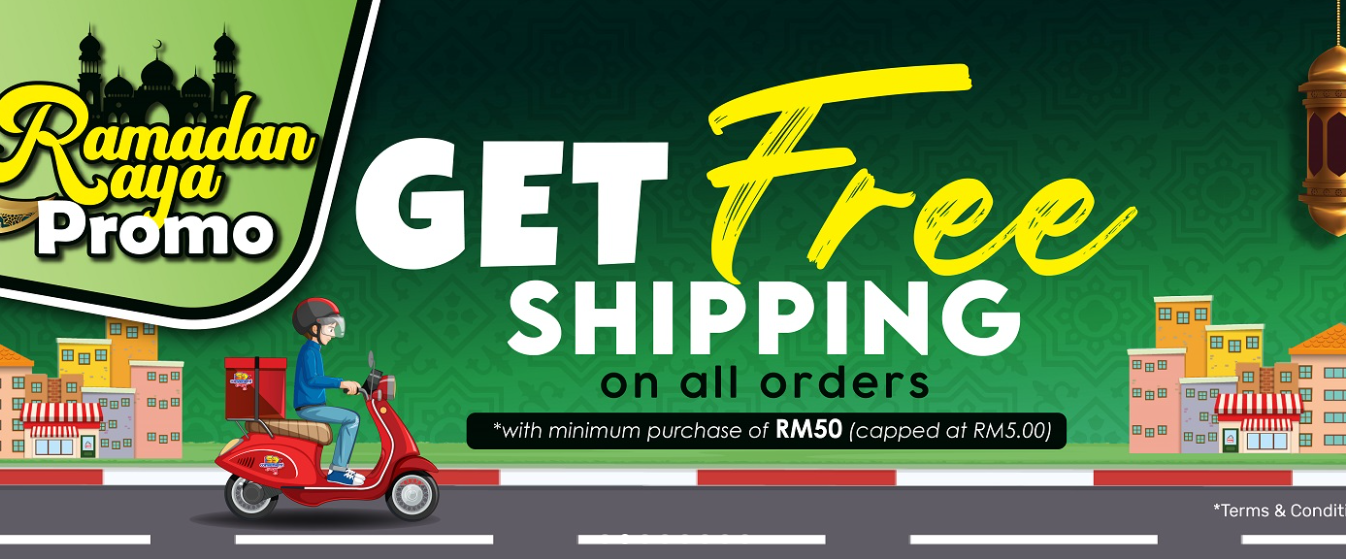 Ramadan
Raya
Promo
GET Free
SHIPPING
on all orders
*with minimum purchase of RM50 (capped at RM5.00)
*Terms &